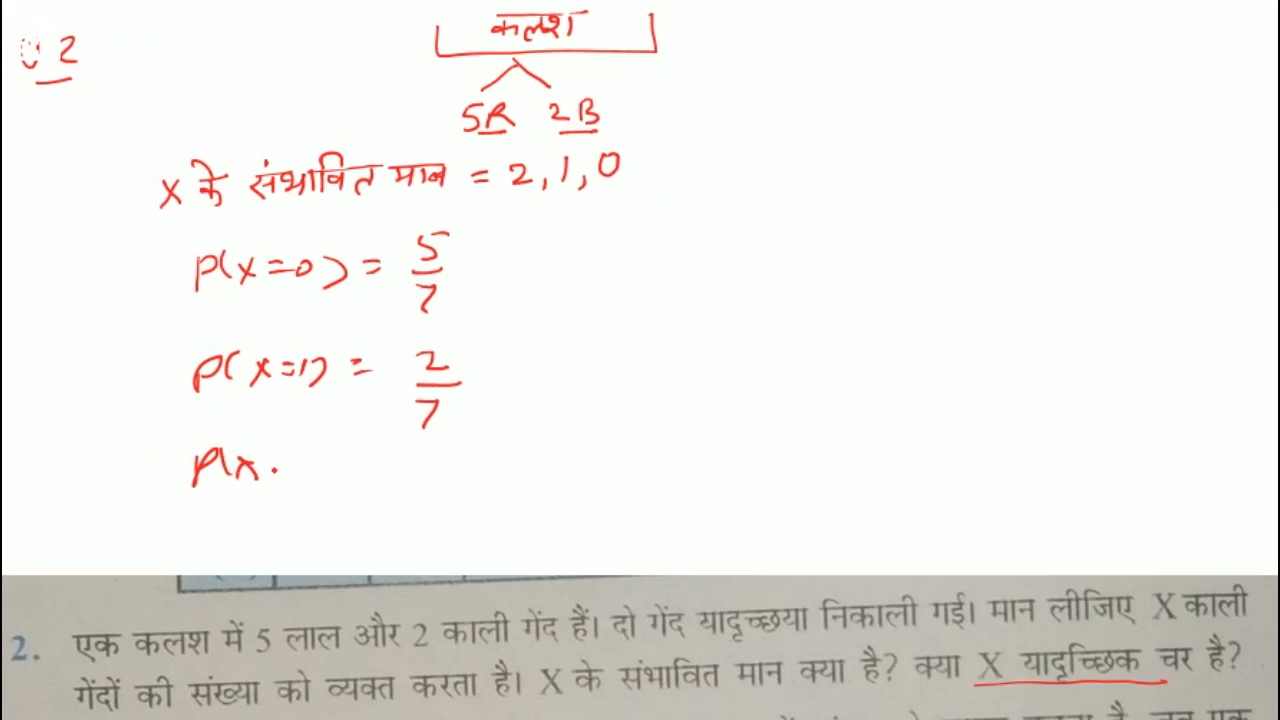 2
कलश
5R 2B
X के संभावित मान = 2, 1, 0
P(X=0) = 5/7
P(X=1) = 2/7
P(X
2. एक कलश में 5 लाल और 2 काली गेंद हैं। दो गेंद यादृच्छया निकाली गई। मान लीजिए X काली
गेंदों की संख्या को व्यक्त करता है। X के संभावित मान क्या है? क्या X यादृच्छिक चर है?